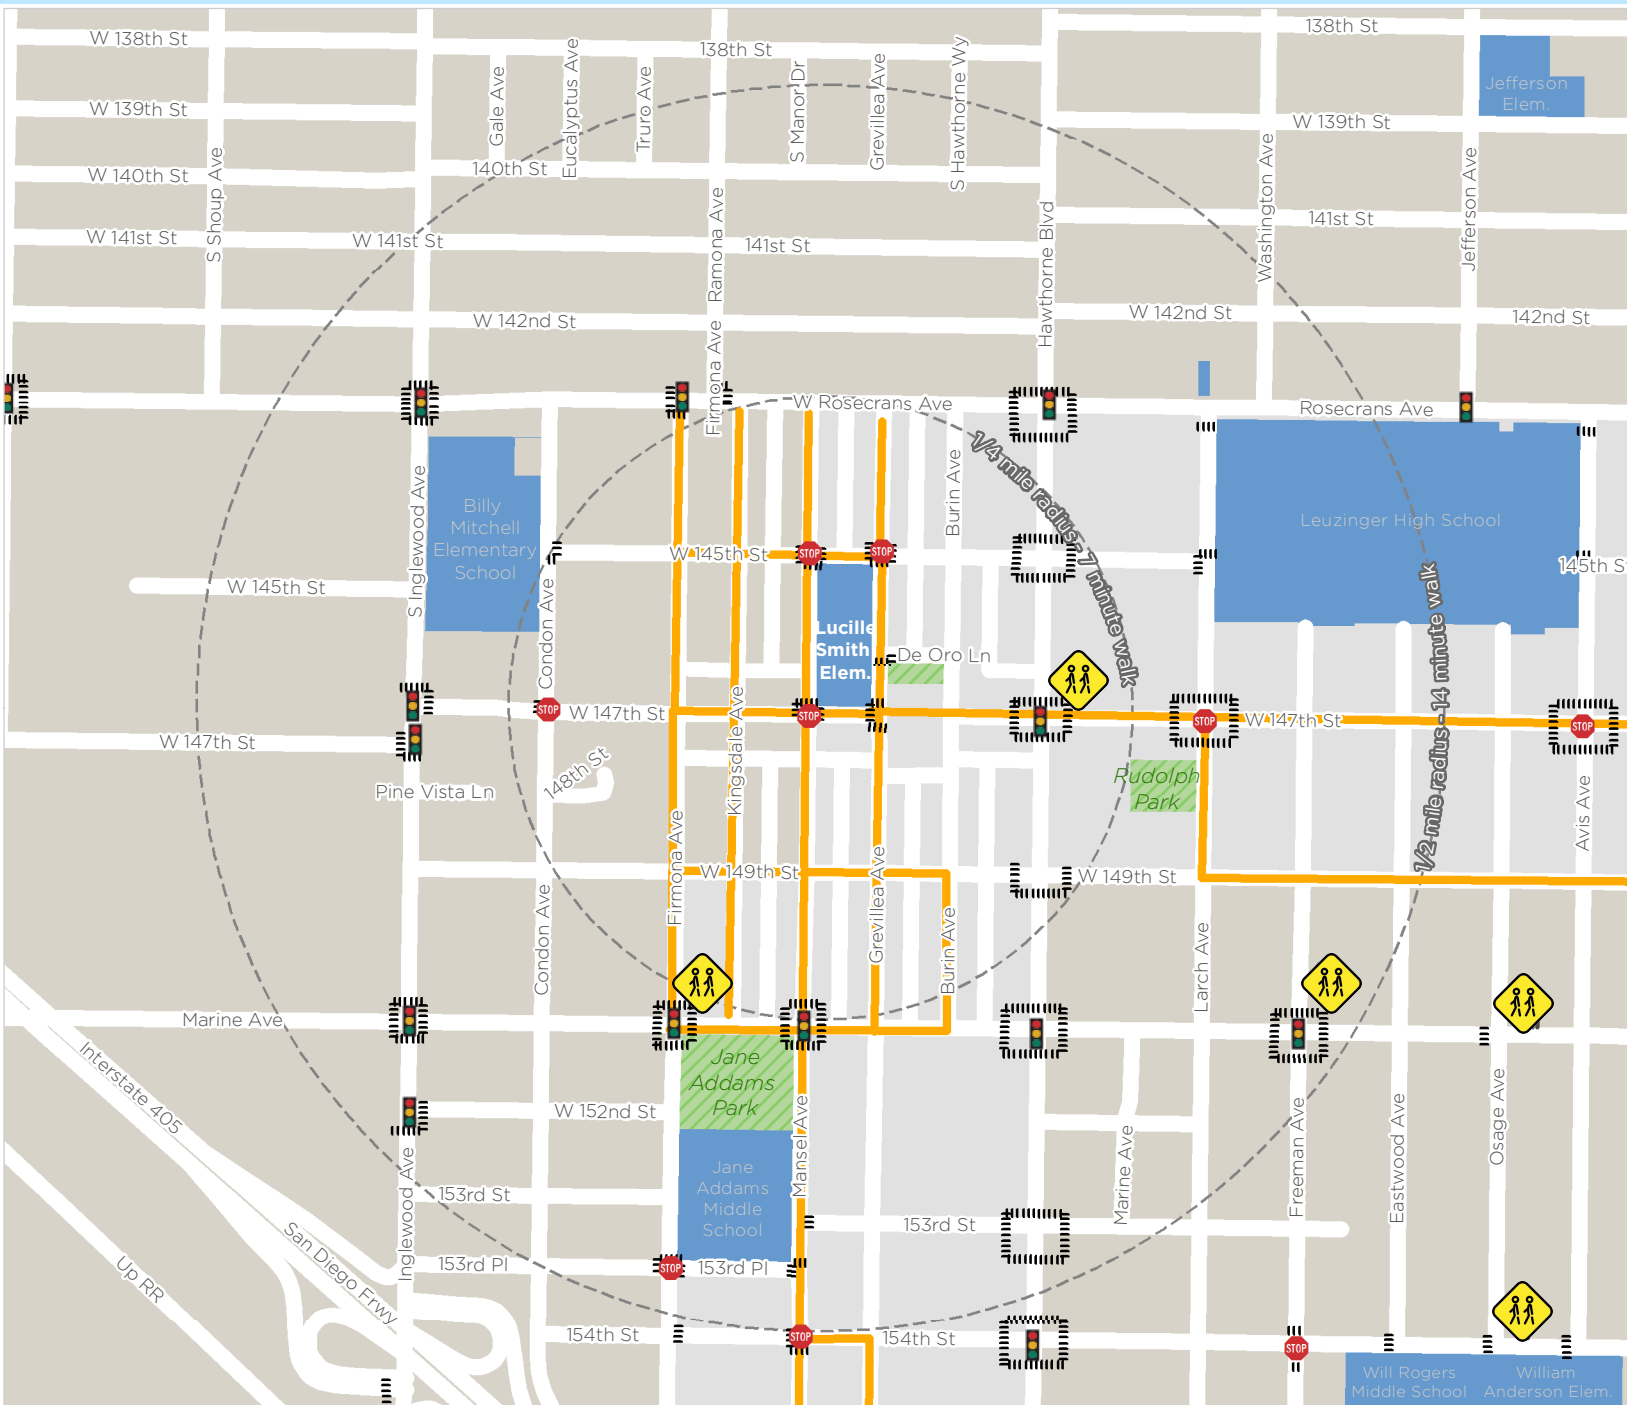 W 138th St
138th St
138th St
Gale Ave
Eucalyptus Ave
Truro Ave
S Manor Dr
Grevillea Ave
S Hawthorne Wy
Jefferson
Elem.
W 139th St
W 139th St
W 140th St
140th St
S Shoup Ave
Ramona Ave
Hawthorne Blvd
Washington Ave
Jefferson Ave
W 141st St
W 141st St
141st St
141st St
W 142nd St
W 142nd St
142nd St
Firmona Ave
W Rosecrans Ave
Rosecrans Ave
1/4 mile radius - 7 minute walk
S Inglewood Ave
Billy
Mitchell
Elementary
School
Burin Ave
Leuzinger High School
W 145th St
STOP
STOP
145th S
W 145th St
Condon Ave
Lucille
Smith
Elem.
De Oro Ln
1/2 mile radius - 14 minute walk
STOP
W 147th St
STOP
STOP
W 147th St
STOP
W 147th St
Kingsdale Ave
148th St
Pine Vista Ln
Rudolph
Park
Avis Ave
Firmona Ave
W 149th St
Grevillea Ave
W 149th St
Condon Ave
Burin Ave
Larch Ave
Marine Ave
Interstate 405
Jane
Addams
Park
W 152nd St
Mansel Ave
Marine Ave
Freeman Ave
Eastwood Ave
Osage Ave
Inglewood Ave
Jane
Addams
Middle
School
153rd St
153rd St
San Diego Frwy
Up RR
153rd Pl
STOP
153rd Pl
154th St
STOP
154th St
STOP
Will Rogers
Middle School
William
Anderson Elem.